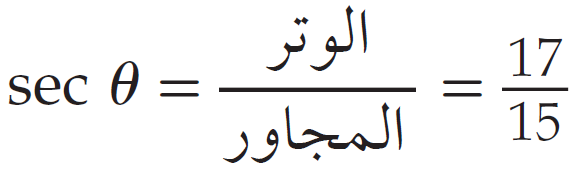 sec θ = الوتر / المجاور = 17/15